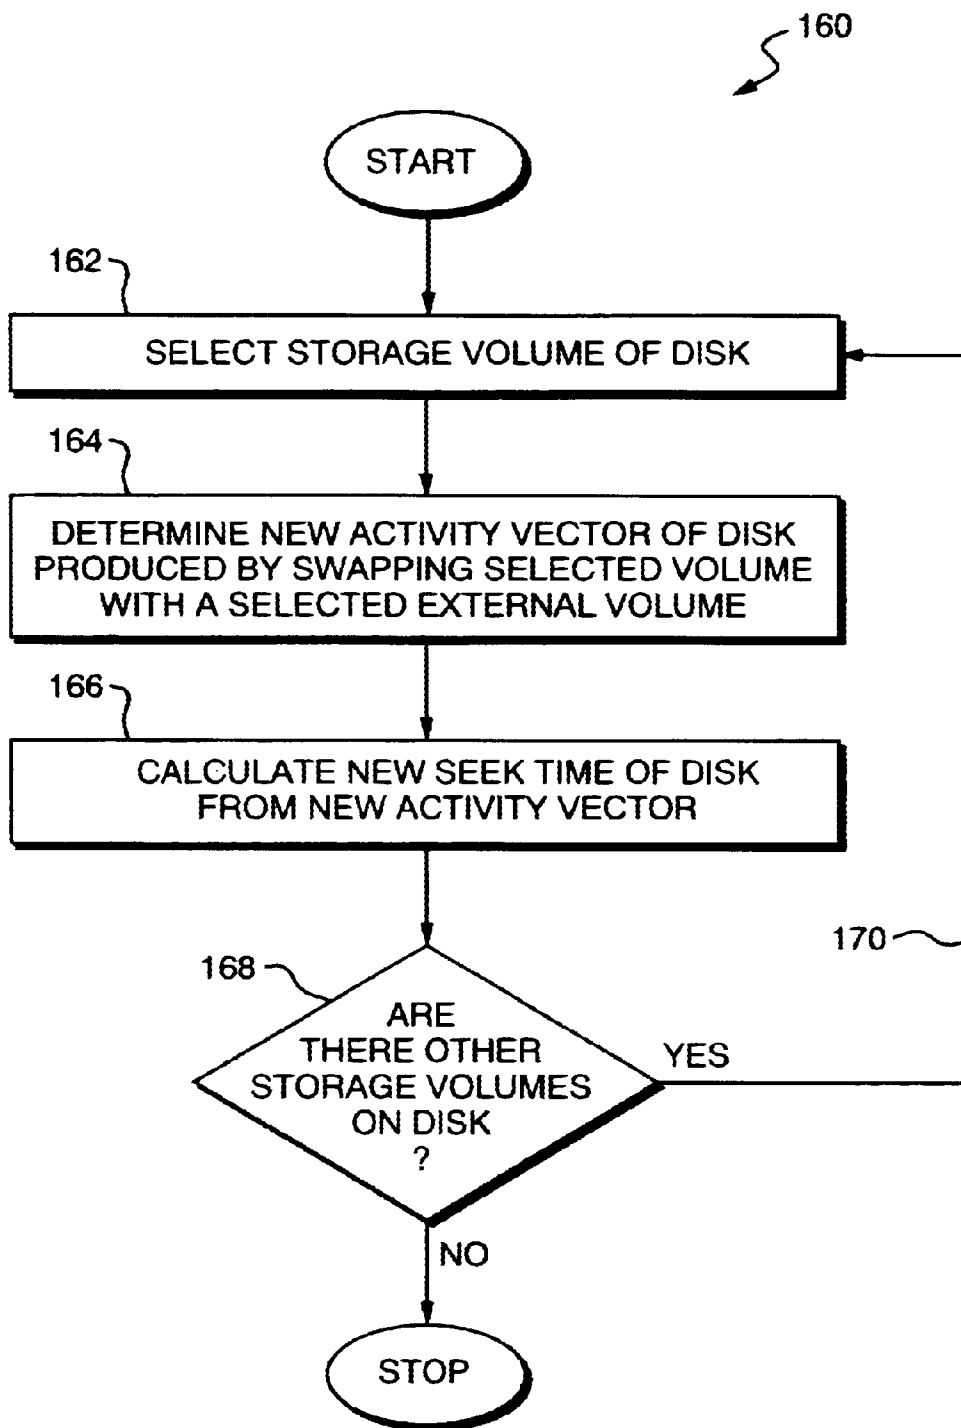 160
START
162
SELECT STORAGE VOLUME OF DISK
164
DETERMINE NEW ACTIVITY VECTOR OF DISK
PRODUCED BY SWAPPING SELECTED VOLUME
WITH A SELECTED EXTERNAL VOLUME
166
CALCULATE NEW SEEK TIME OF DISK
FROM NEW ACTIVITY VECTOR
170
168
ARE
THERE OTHER
STORAGE VOLUMES
ON DISK
?
YES
NO
STOP